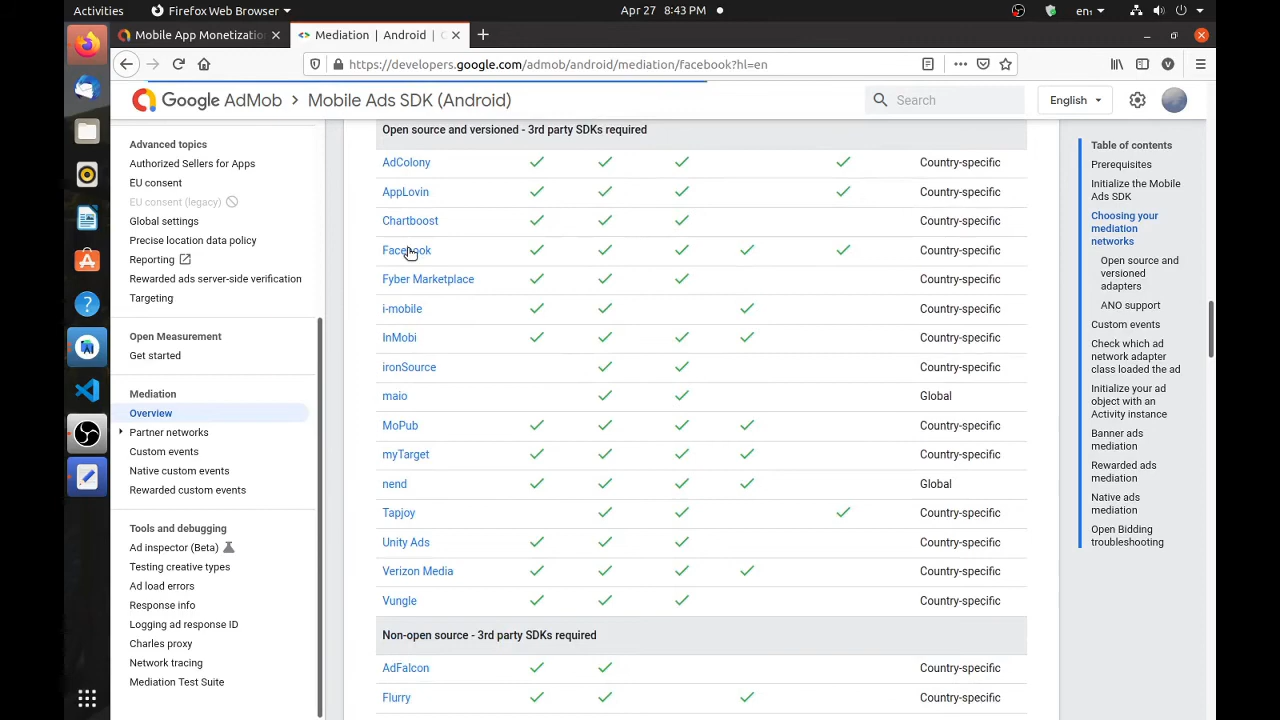 Activities
Firefox Web Browser
Apr 27 8:43 PM
en₁
Mobile App Monetizatio
Mediation | Android |
https://developers.google.com/admob/android/mediation/facebook?hl=en
Google AdMob > Mobile Ads SDK (Android)
Search
English
Advanced topics
Authorized Sellers for Apps
EU consent
EU consent (legacy)
Global settings
Precise location data policy
Reporting
Rewarded ads server-side verification
Targeting
Open Measurement
Get started
Mediation
Overview
Partner networks
Custom events
Native custom events
Rewarded custom events
Tools and debugging
Ad inspector (Beta)
Testing creative types
Ad load errors
Response info
Logging ad response ID
Charles proxy
Network tracing
Mediation Test Suite
Open source and versioned - 3rd party SDKs required
AdColony Country-specific
AppLovin Country-specific
Chartboost Country-specific
Facebook Country-specific
Fyber Marketplace Country-specific
i-mobile Country-specific
InMobi Country-specific
ironSource Country-specific
maio Global
MoPub Country-specific
myTarget Country-specific
nend Global
Tapjoy Country-specific
Unity Ads Country-specific
Verizon Media Country-specific
Vungle Country-specific
Non-open source - 3rd party SDKs required
AdFalcon Country-specific
Flurry Country-specific
Table of contents
Prerequisites
Initialize the Mobile
Ads SDK
Choosing your
mediation
networks
Open source and
versioned
adapters
ANO support
Custom events
Check which ad
network adapter
class loaded the ad
Initialize your ad
object with an
Activity instance
Banner ads
mediation
Rewarded ads
mediation
Native ads
mediation
Open Bidding
troubleshooting